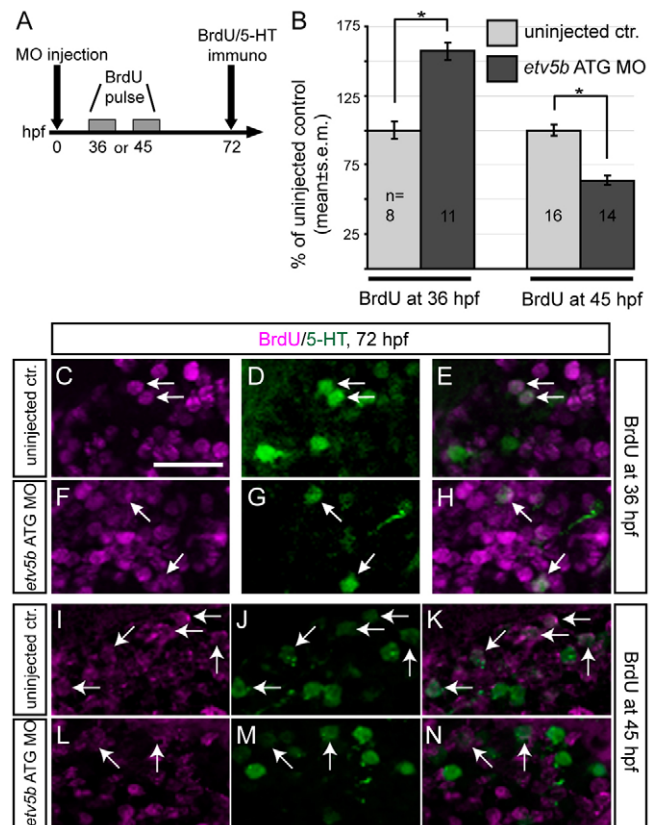 A
MO injection
BrdU
pulse
BrdU/5-HT
immuno
hpf
0
36 or 45
72
B
% of uninjected control
(mean±s.e.m.)
175
125
75
25
*
*
uninjected ctr.
etv5b ATG MO
n=
8
11
16
14
BrdU at 36 hpf
BrdU at 45 hpf
BrdU/5-HT, 72 hpf
uninjected ctr.
C
D
E
etv5b ATG MO
F
G
H
BrdU at 36 hpf
uninjected ctr.
I
J
K
etv5b ATG MO
L
M
N
BrdU at 45 hpf